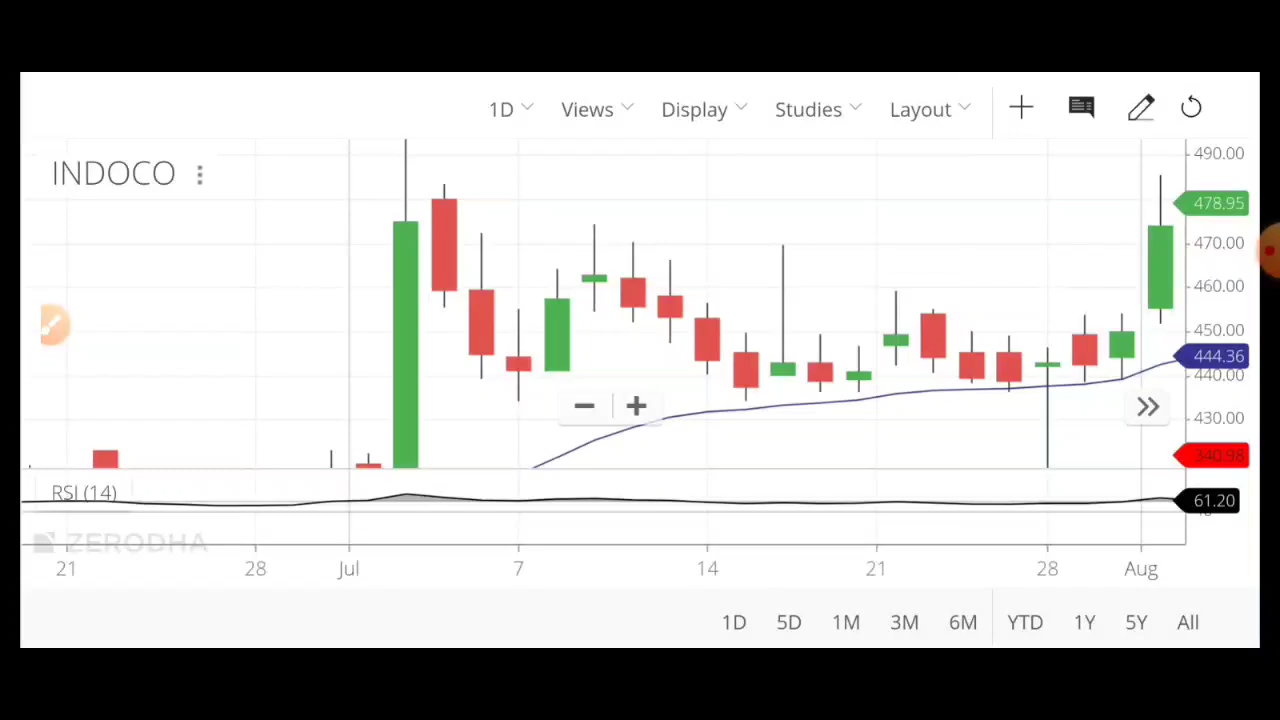 1D Views Display Studies Layout
INDOCO
490.00
478.95
470.00
460.00
450.00
444.36
440.00
430.00
340.98
RSI (14)
61.20
ZERODHA
21 28 Jul 7 14 21 28 Aug
1D 5D 1M 3M 6M YTD 1Y 5Y All